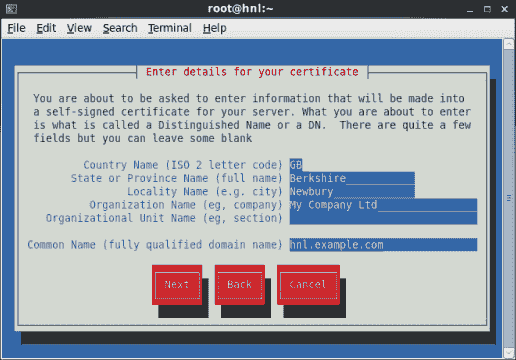 root@hnl:~
File Edit View Search Terminal Help
Enter details for your certificate
You are about to be asked to enter information that will be made into
a self-signed certificate for your server. What you are about to enter
is what is called a Distinguished Name or a DN. There are quite a few
fields but you can leave some blank
Country Name (ISO 2 letter code) GB
State or Province Name (full name) Berkshire
Locality Name (e.g. city) Newbury
Organization Name (eg, company) My Company Ltd
Organizational Unit Name (eg, section)
Common Name (fully qualified domain name) hnl.example.com
Next Back Cancel